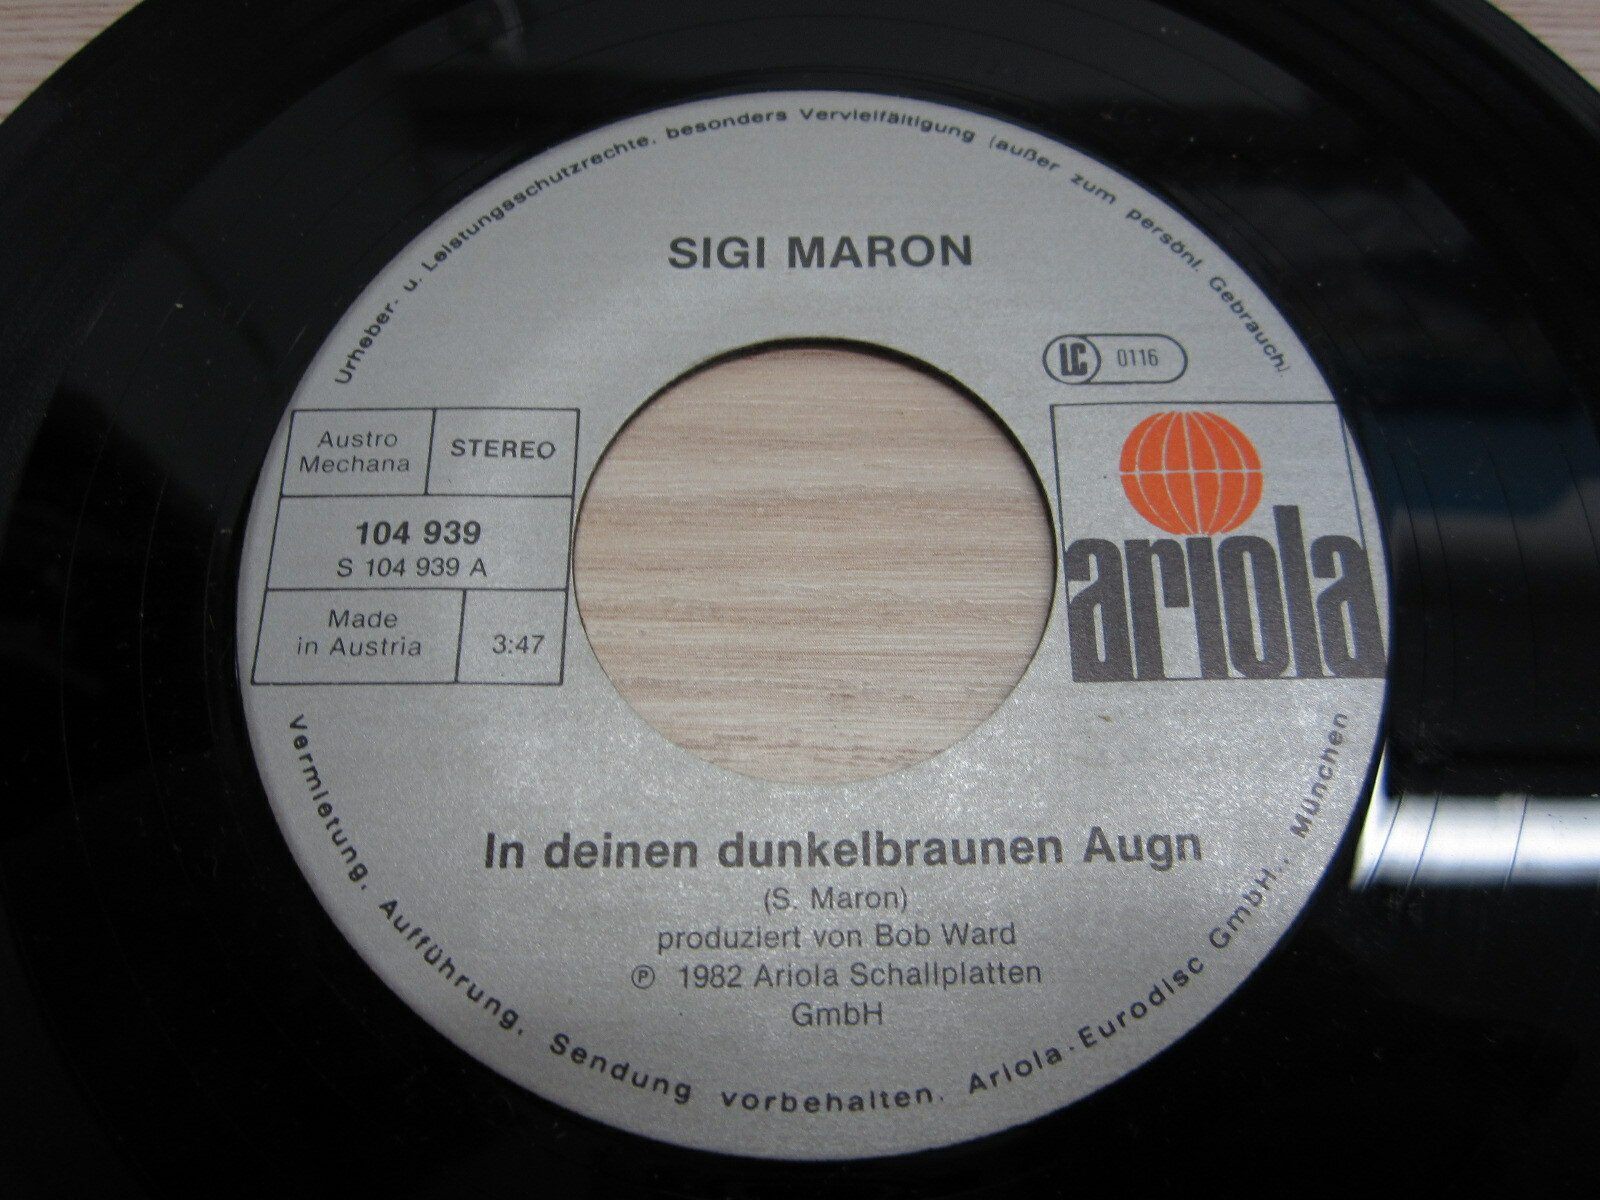 Urheber- u. Leistungsschutzrechte, besonders Vervielfältigung (außer zum persönl. Gebrauch),
SIGI MARON
LC 0116
Austro
Mechana
STEREO
104 939
S 104 939 A
Made
in Austria
3:47
ariola
In deinen dunkelbraunen Augn
(S. Maron)
produziert von Bob Ward
℗ 1982 Ariola Schallplatten
GmbH
Vermietung, Aufführung, Sendung vorbehalten. Ariola-Eurodisc GmbH., München